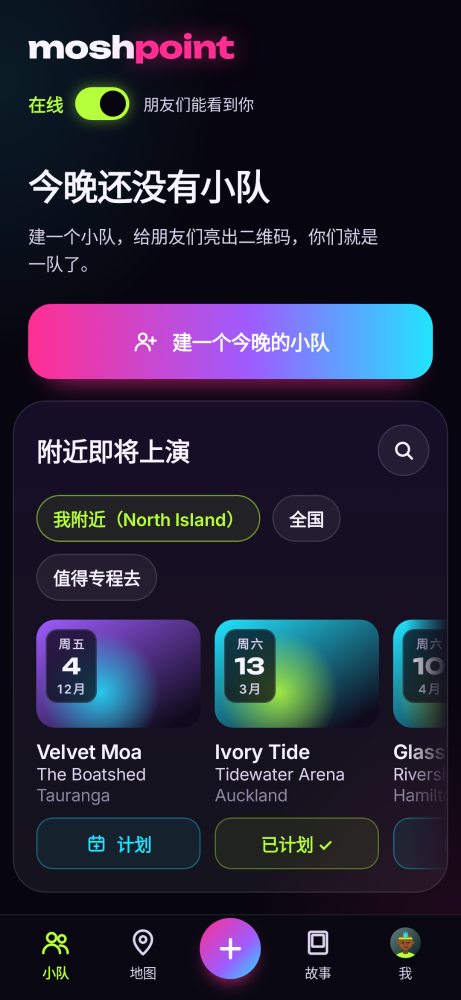 moshpoint
在线
朋友们能看到你
今晚还没有小队
建一个小队，给朋友们亮出二维码，你们就是
一队了。
建一个今晚的小队
附近即将上演
我附近（North Island）
全国
值得专程去
周五
4
12月
周六
13
3月
周六
10
4月
Velvet Moa
The Boatshed
Tauranga
Ivory Tide
Tidewater Arena
Auckland
Glass
计划
已计划 ✓
小队
地图
故事
我